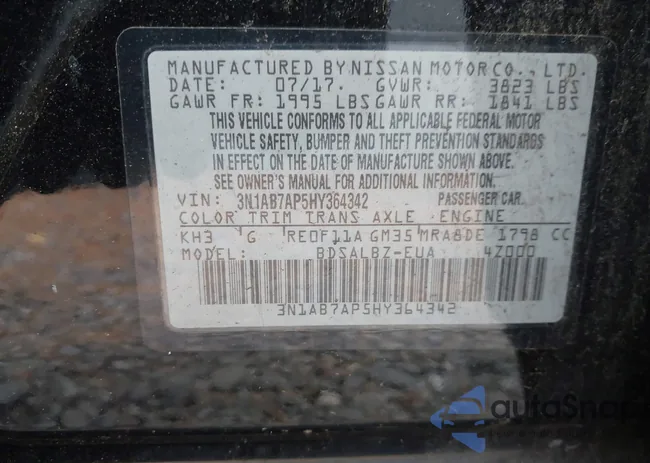 MANUFACTURED BY NISSAN MOTOR CO., LTD.
DATE: 07/17. GVWR: 3823 LBS
GAWR FR: 1995 LBS GAWR RR: 1841 LBS
THIS VEHICLE CONFORMS TO ALL APPLICABLE FEDERAL MOTOR
VEHICLE SAFETY, BUMPER AND THEFT PREVENTION STANDARDS
IN EFFECT ON THE DATE OF MANUFACTURE SHOWN ABOVE.
SEE OWNER'S MANUAL FOR ADDITIONAL INFORMATION.
VIN: 3N1AB7AP5HY364342 PASSENGER CAR.
COLOR TRIM TRANS AXLE ENGINE
KH3 G RE0F11A GM35 MRA8DE 1798 CC
MODEL: BDSALBZ-EUA 4Z000
3N1AB7AP5HY364342
autoSnap